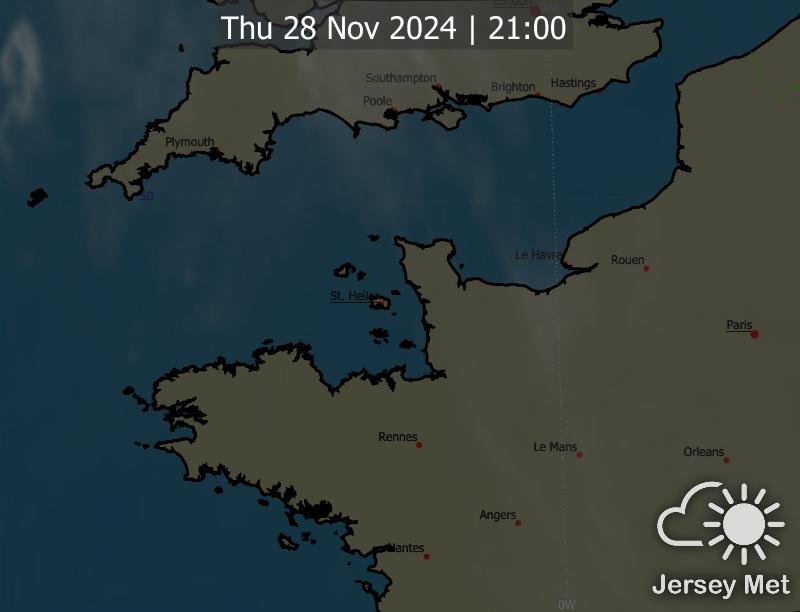 London
0W
Thu 28 Nov 2024 | 21:00
Southampton
Brighton
Hastings
Poole
Plymouth
50
Le Havre
Rouen
St. Helier
Paris
Rennes
Le Mans
Orleans
Angers
Nantes
Jersey Met
0W